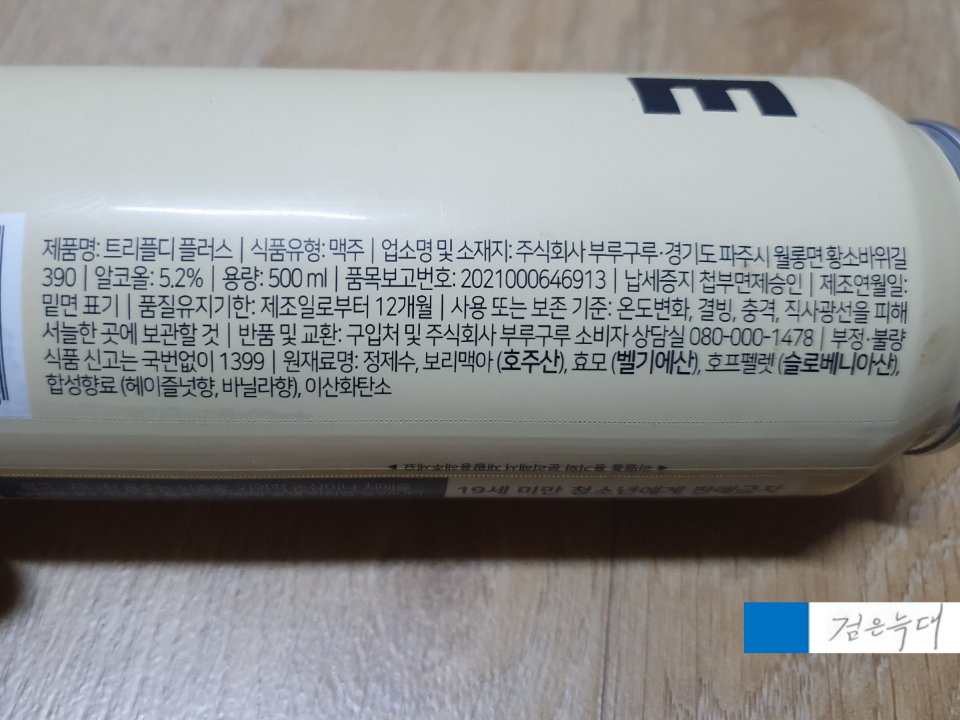 E
제품명: 트리플디 플러스 | 식품유형: 맥주 | 업소명 및 소재지: 주식회사 부루구루·경기도 파주시 월롱면 황소바위길
390 | 알코올: 5.2% | 용량: 500 ml | 품목보고번호: 2021000646913 | 납세증지 첩부면제승인 | 제조연월일:
밑면 표기 | 품질유지기한: 제조일로부터 12개월 | 사용 또는 보존 기준: 온도변화, 결빙, 충격, 직사광선을 피해
서늘한 곳에 보관할 것 | 반품 및 교환: 구입처 및 주식회사 부루구루 소비자 상담실 080-000-1478 | 부정·불량
식품 신고는 국번없이 1399 | 원재료명: 정제수, 보리맥아 (호주산), 효모 (벨기에산), 호프펠렛 (슬로베니아산),
합성향료 (헤이즐넛향, 바닐라향), 이산화탄소
19세 미만 청소년에게 판매금지
검은늑대